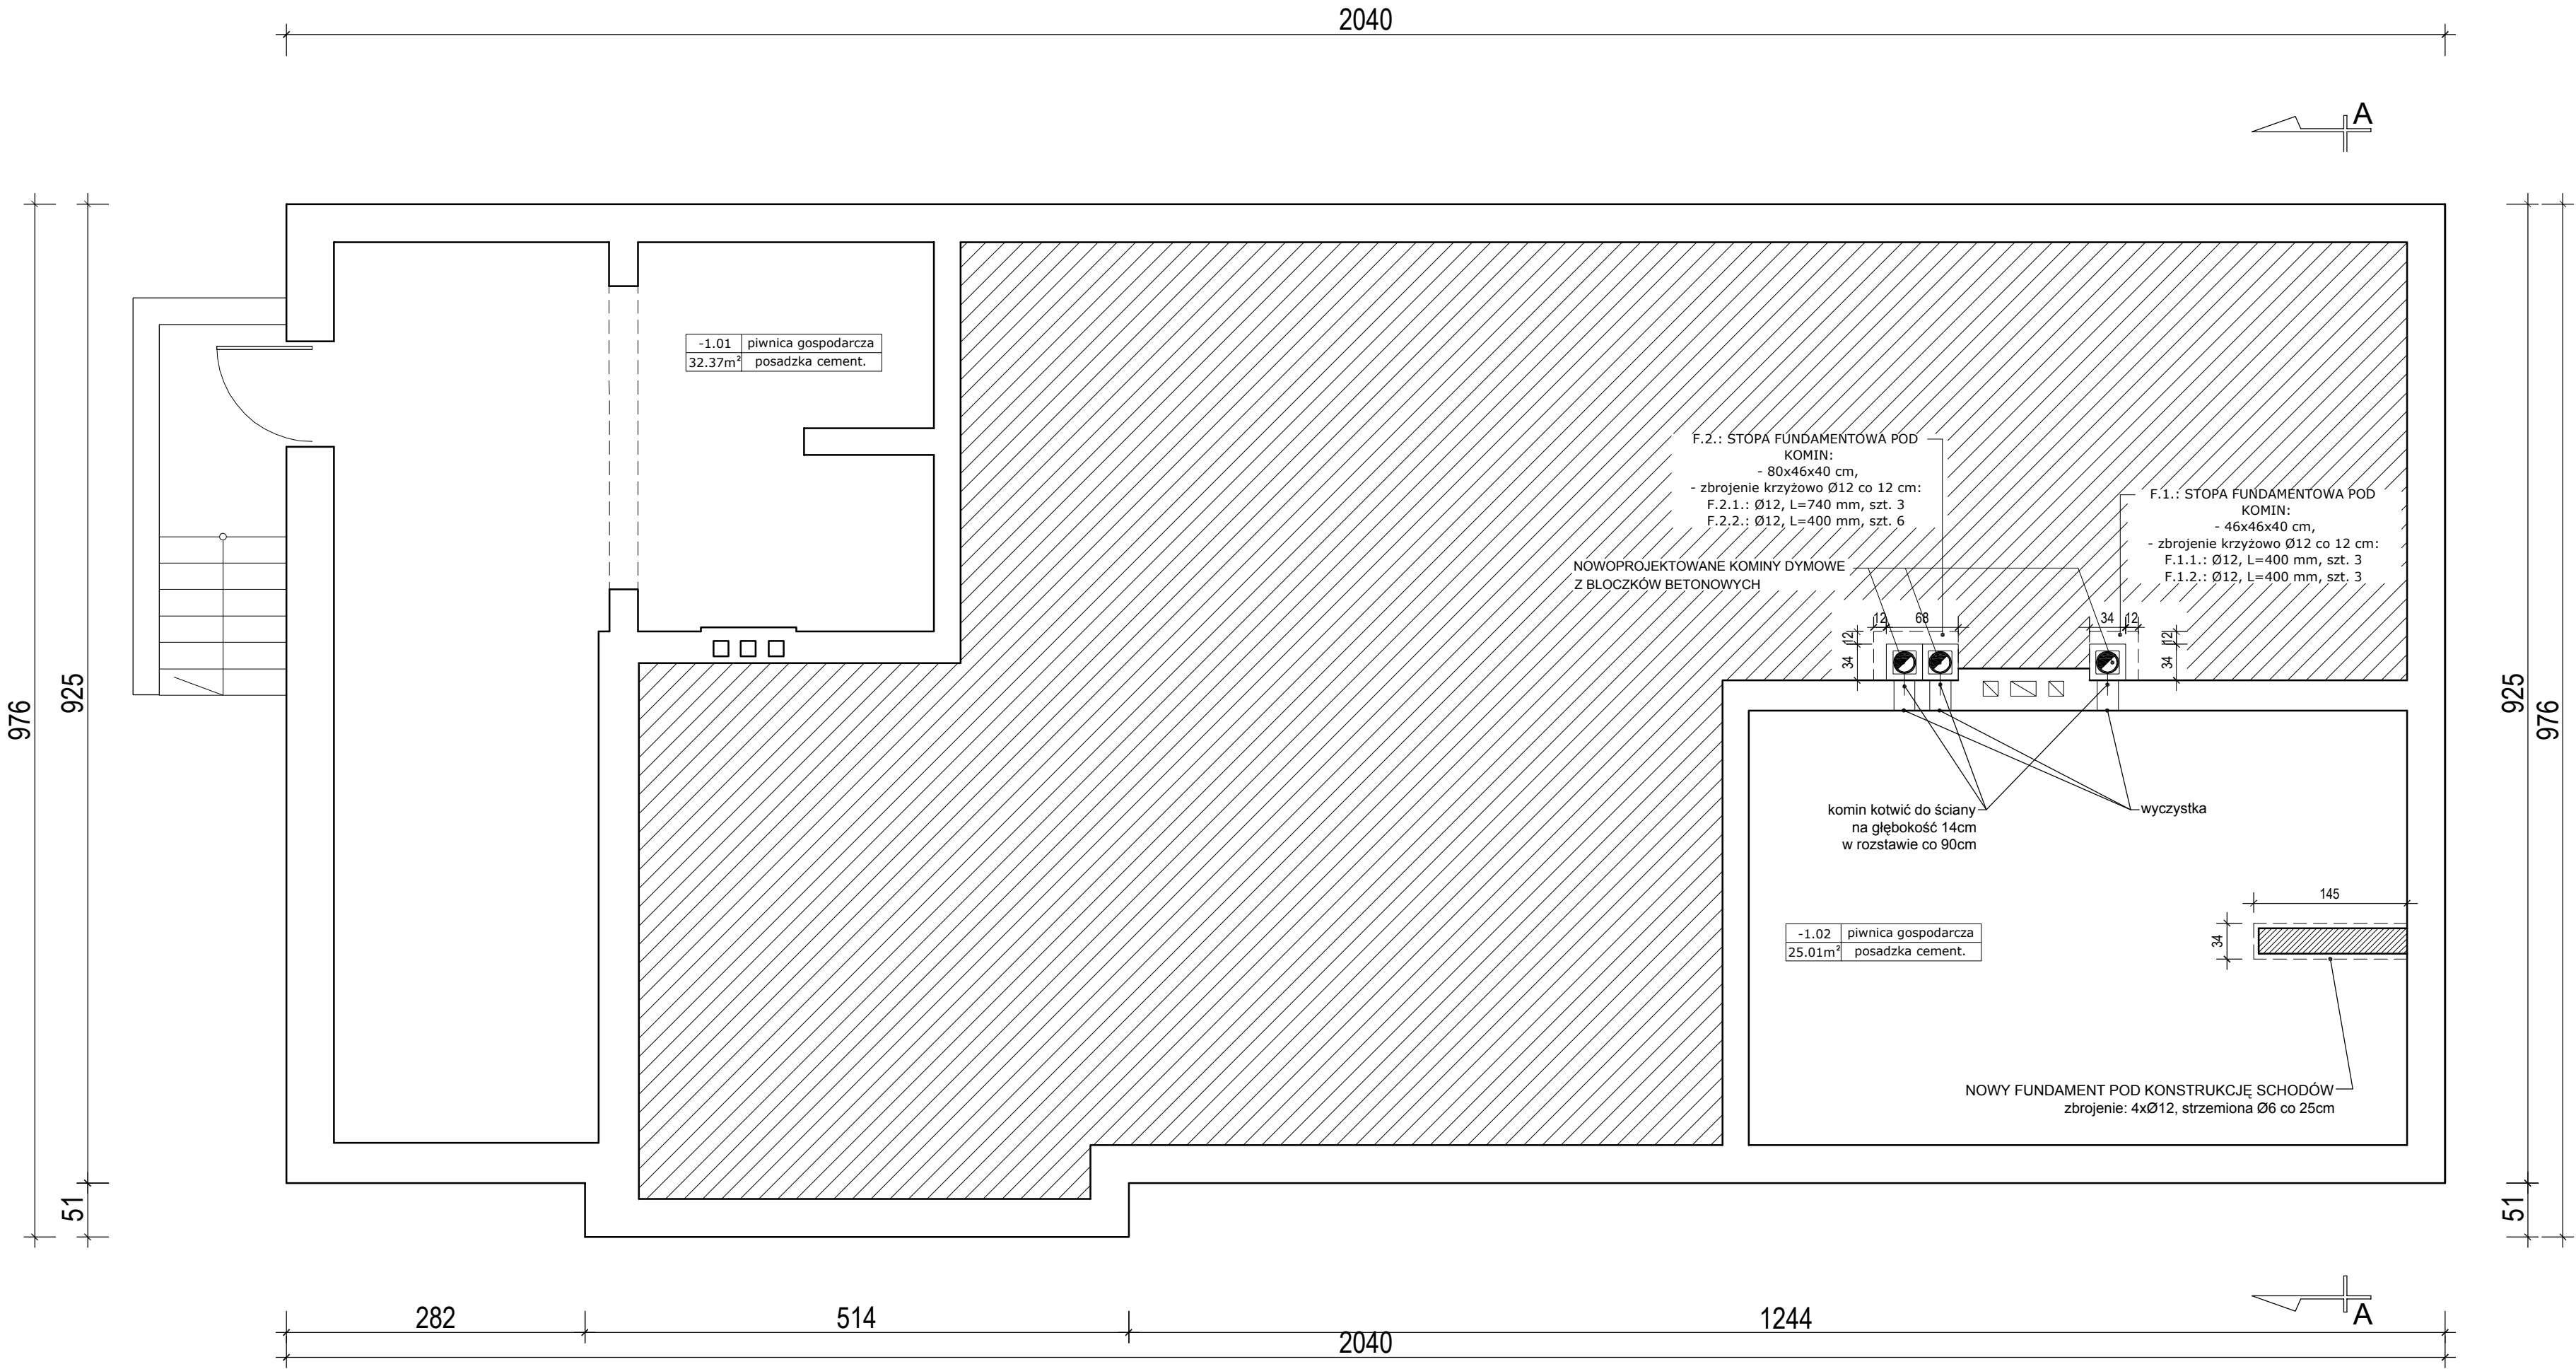 2040
A
976
925
-1.01 piwnica gospodarcza
32.37m² posadzka cement.
F.2.: STOPA FUNDAMENTOWA POD
KOMIN:
- 80x46x40 cm,
- zbrojenie krzyżowo Ø12 co 12 cm:
F.2.1.: Ø12, L=740 mm, szt. 3
F.2.2.: Ø12, L=400 mm, szt. 6
F.1.: STOPA FUNDAMENTOWA POD
KOMIN:
- 46x46x40 cm,
- zbrojenie krzyżowo Ø12 co 12 cm:
F.1.1.: Ø12, L=400 mm, szt. 3
F.1.2.: Ø12, L=400 mm, szt. 3
NOWOPROJEKTOWANE KOMINY DYMOWE
Z BLOCZKÓW BETONOWYCH
12 68
34 12
12
34
12
34
925
976
komin kotwić do ściany
na głębokość 14cm
w rozstawie co 90cm
wyczystka
145
34
-1.02 piwnica gospodarcza
25.01m² posadzka cement.
NOWY FUNDAMENT POD KONSTRUKCJĘ SCHODÓW
zbrojenie: 4xØ12, strzemiona Ø6 co 25cm
51
51
A
282 514 1244
2040